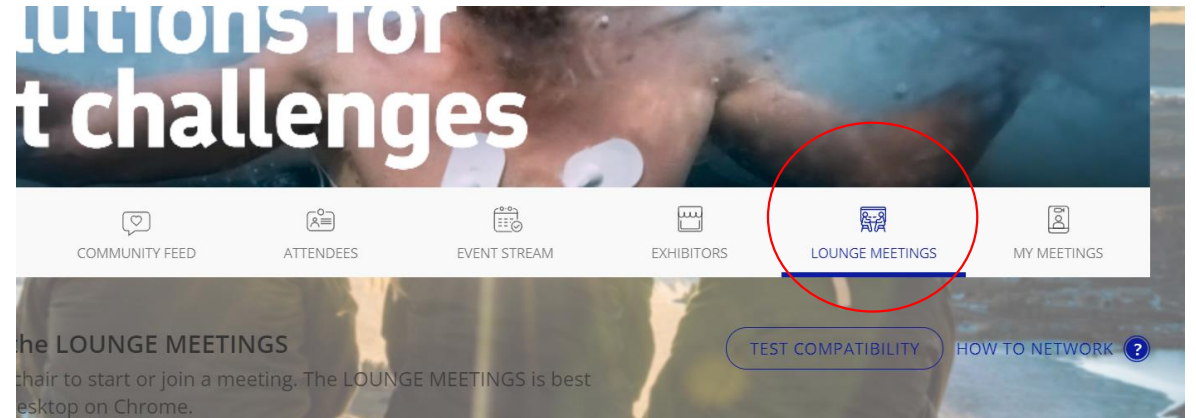 lutions for
t challenges
COMMUNITY FEED
ATTENDEES
EVENT STREAM
EXHIBITORS
LOUNGE MEETINGS
MY MEETINGS
the LOUNGE MEETINGS
TEST COMPATIBILITY
HOW TO NETWORK ?
chair to start or join a meeting. The LOUNGE MEETINGS is best
esktop on Chrome.